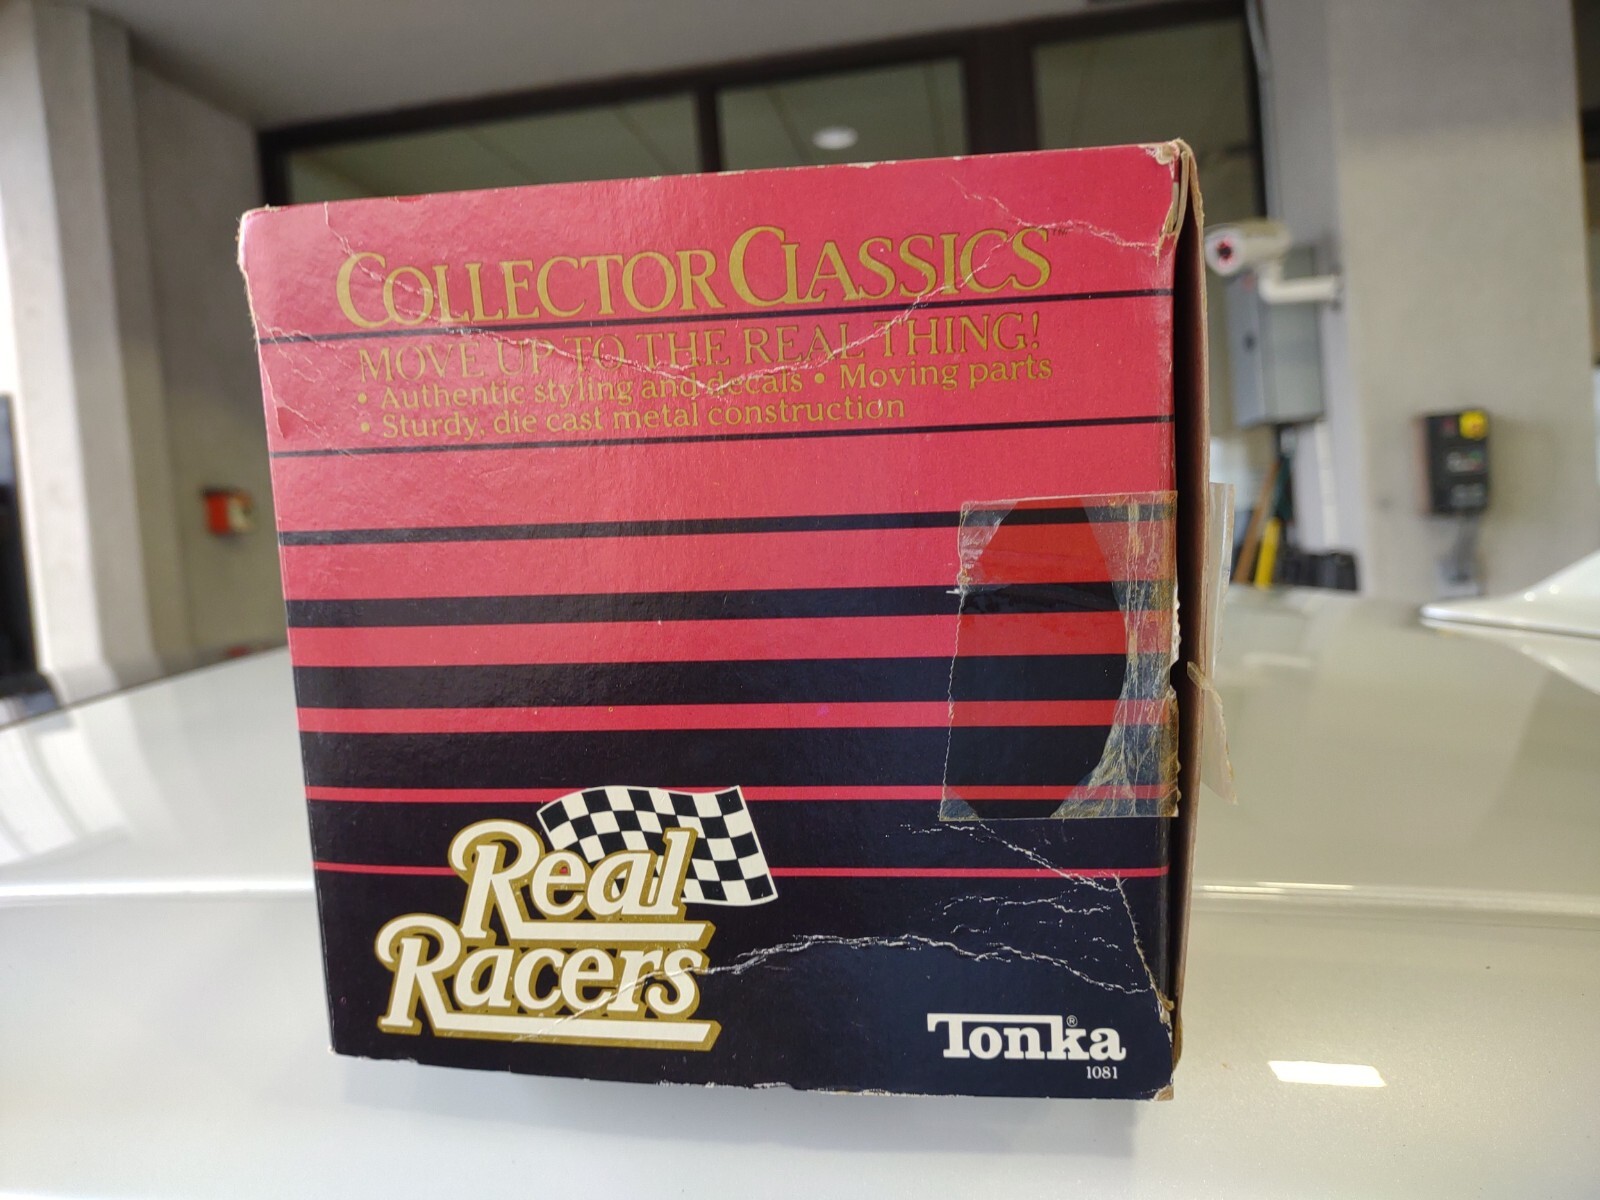 COLLECTOR CLASSICS™
MOVE UP TO THE REAL THING!
• Authentic styling and decals • Moving parts
• Sturdy, die cast metal construction
Real
Racers
Tonka®
1081